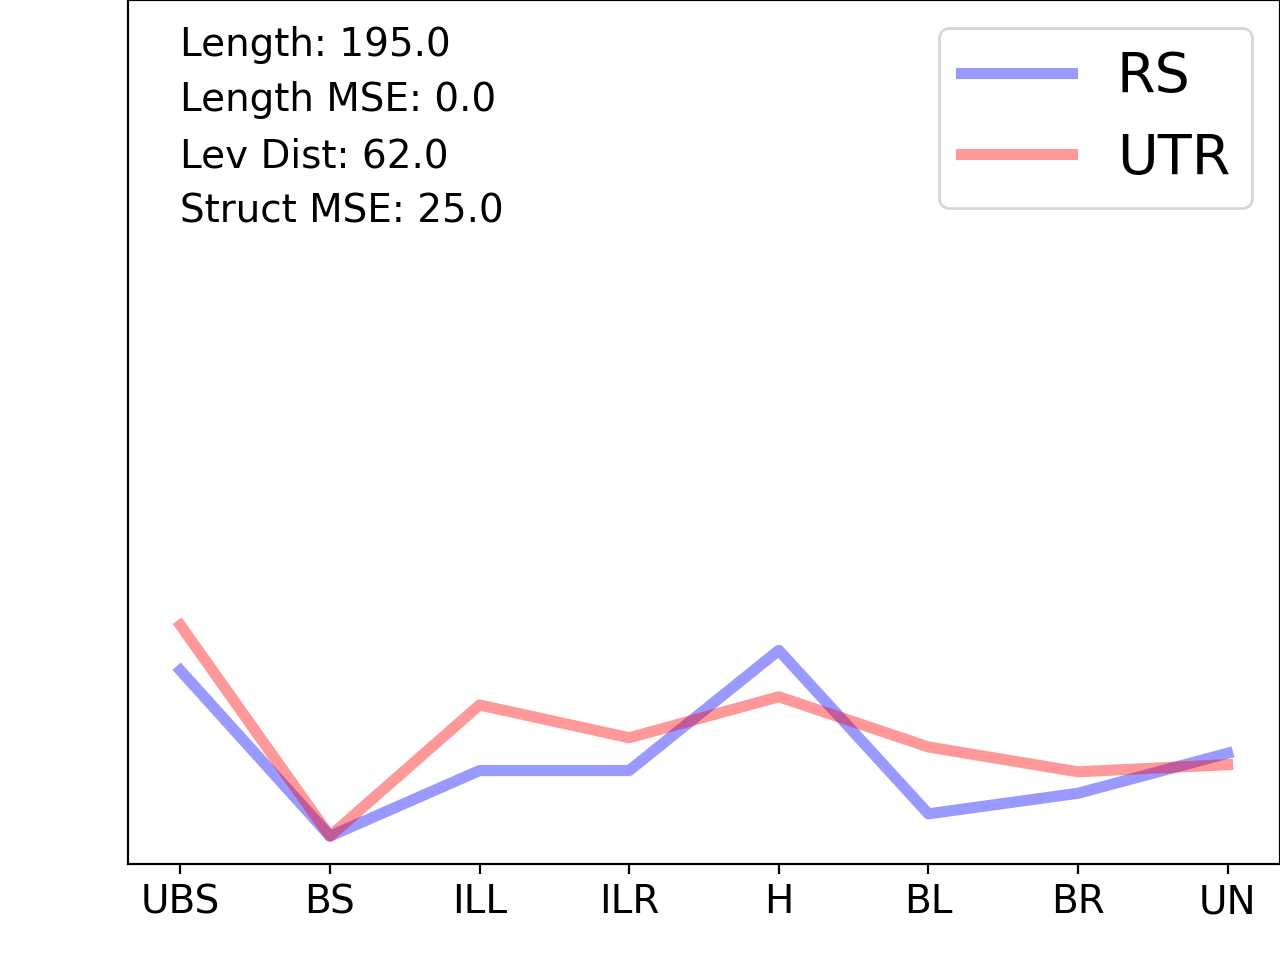 Length: 195.0
Length MSE: 0.0
Lev Dist: 62.0
Struct MSE: 25.0
RS
UTR
UBS BS ILL ILR H BL BR UN